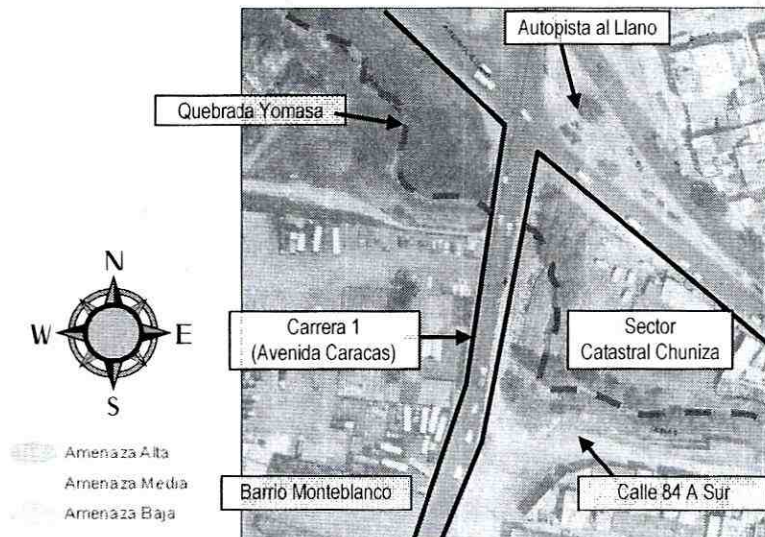 Autopista al Llano
Quebrada Yomasa
N
W
E
S
Carrera 1
(Avenida Caracas)
Sector
Catastral Chuniza
Amenaza Alta
Amenaza Media
Amenaza Baja
Barrio Monteblanco
Calle 84 A Sur